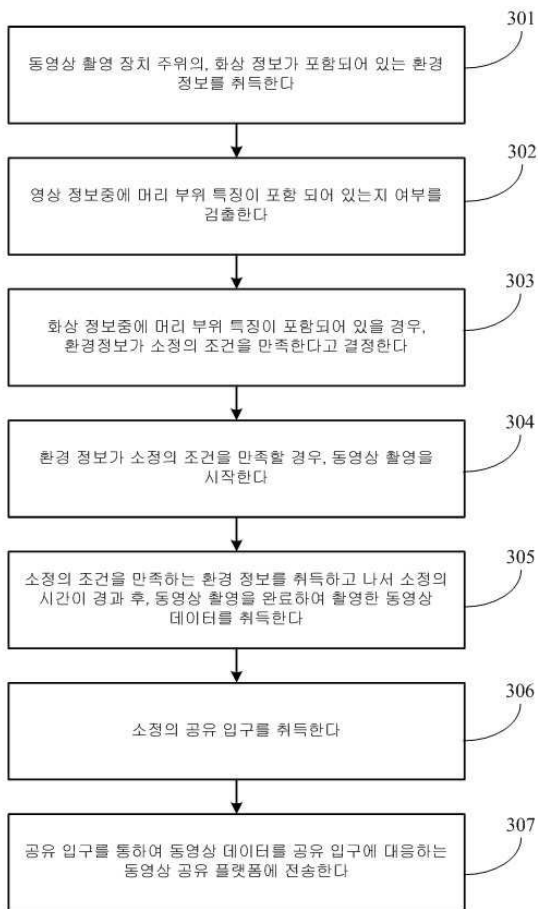 301
동영상 촬영 장치 주위의, 화상 정보가 포함되어 있는 환경
정보를 취득한다
302
영상 정보중에 머리 부위 특징이 포함 되어 있는지 여부를
검출한다
303
화상 정보중에 머리 부위 특징이 포함되어 있을 경우,
환경정보가 소정의 조건을 만족한다고 결정한다
304
환경 정보가 소정의 조건을 만족할 경우, 동영상 촬영을
시작한다
305
소정의 조건을 만족하는 환경 정보를 취득하고 나서 소정의
시간이 경과 후, 동영상 촬영을 완료하여 촬영한 동영상
데이터를 취득한다
306
소정의 공유 입구를 취득한다
307
공유 입구를 통하여 동영상 데이터를 공유 입구에 대응하는
동영상 공유 플랫폼에 전송한다